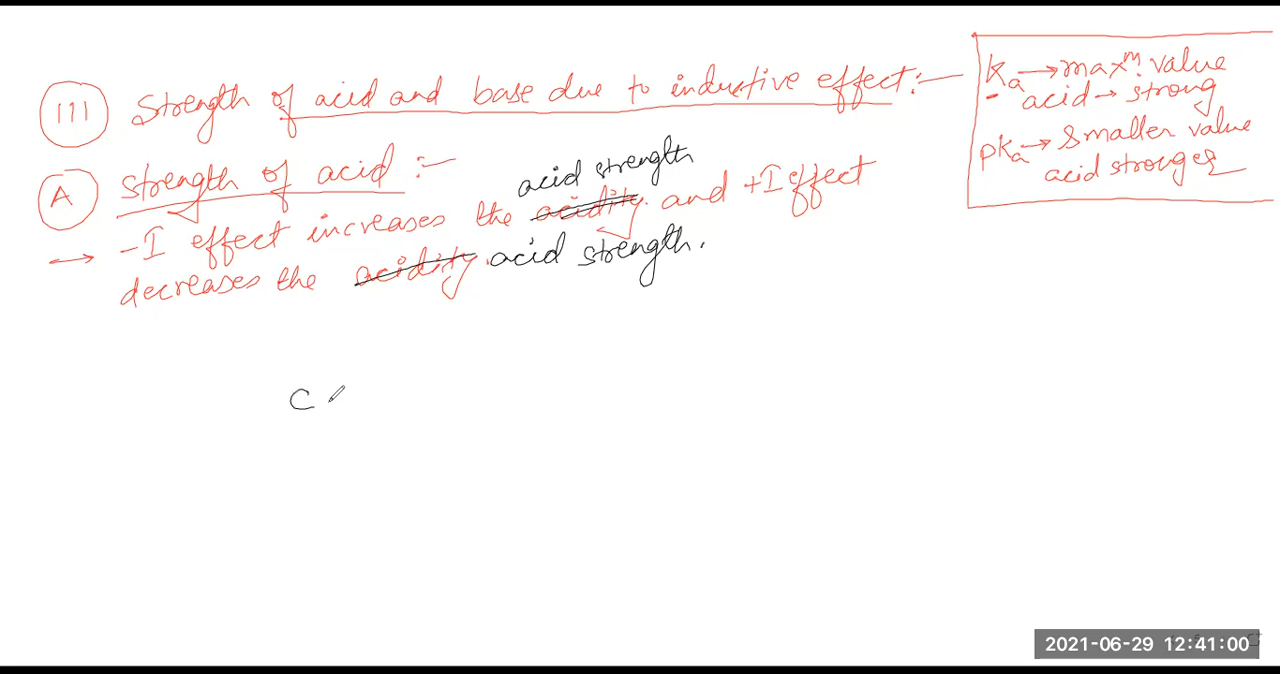 III Strength of acid and base due to inductive effect:-
A strength of acid :-
acid strength
→ -I effect increases the acidity. and +I effect
decreases the acidity. acid strength.
C
Ka → maxm. value
acid → strong
pKa → smaller value
acid stronger
2021-06-29 12:41:00